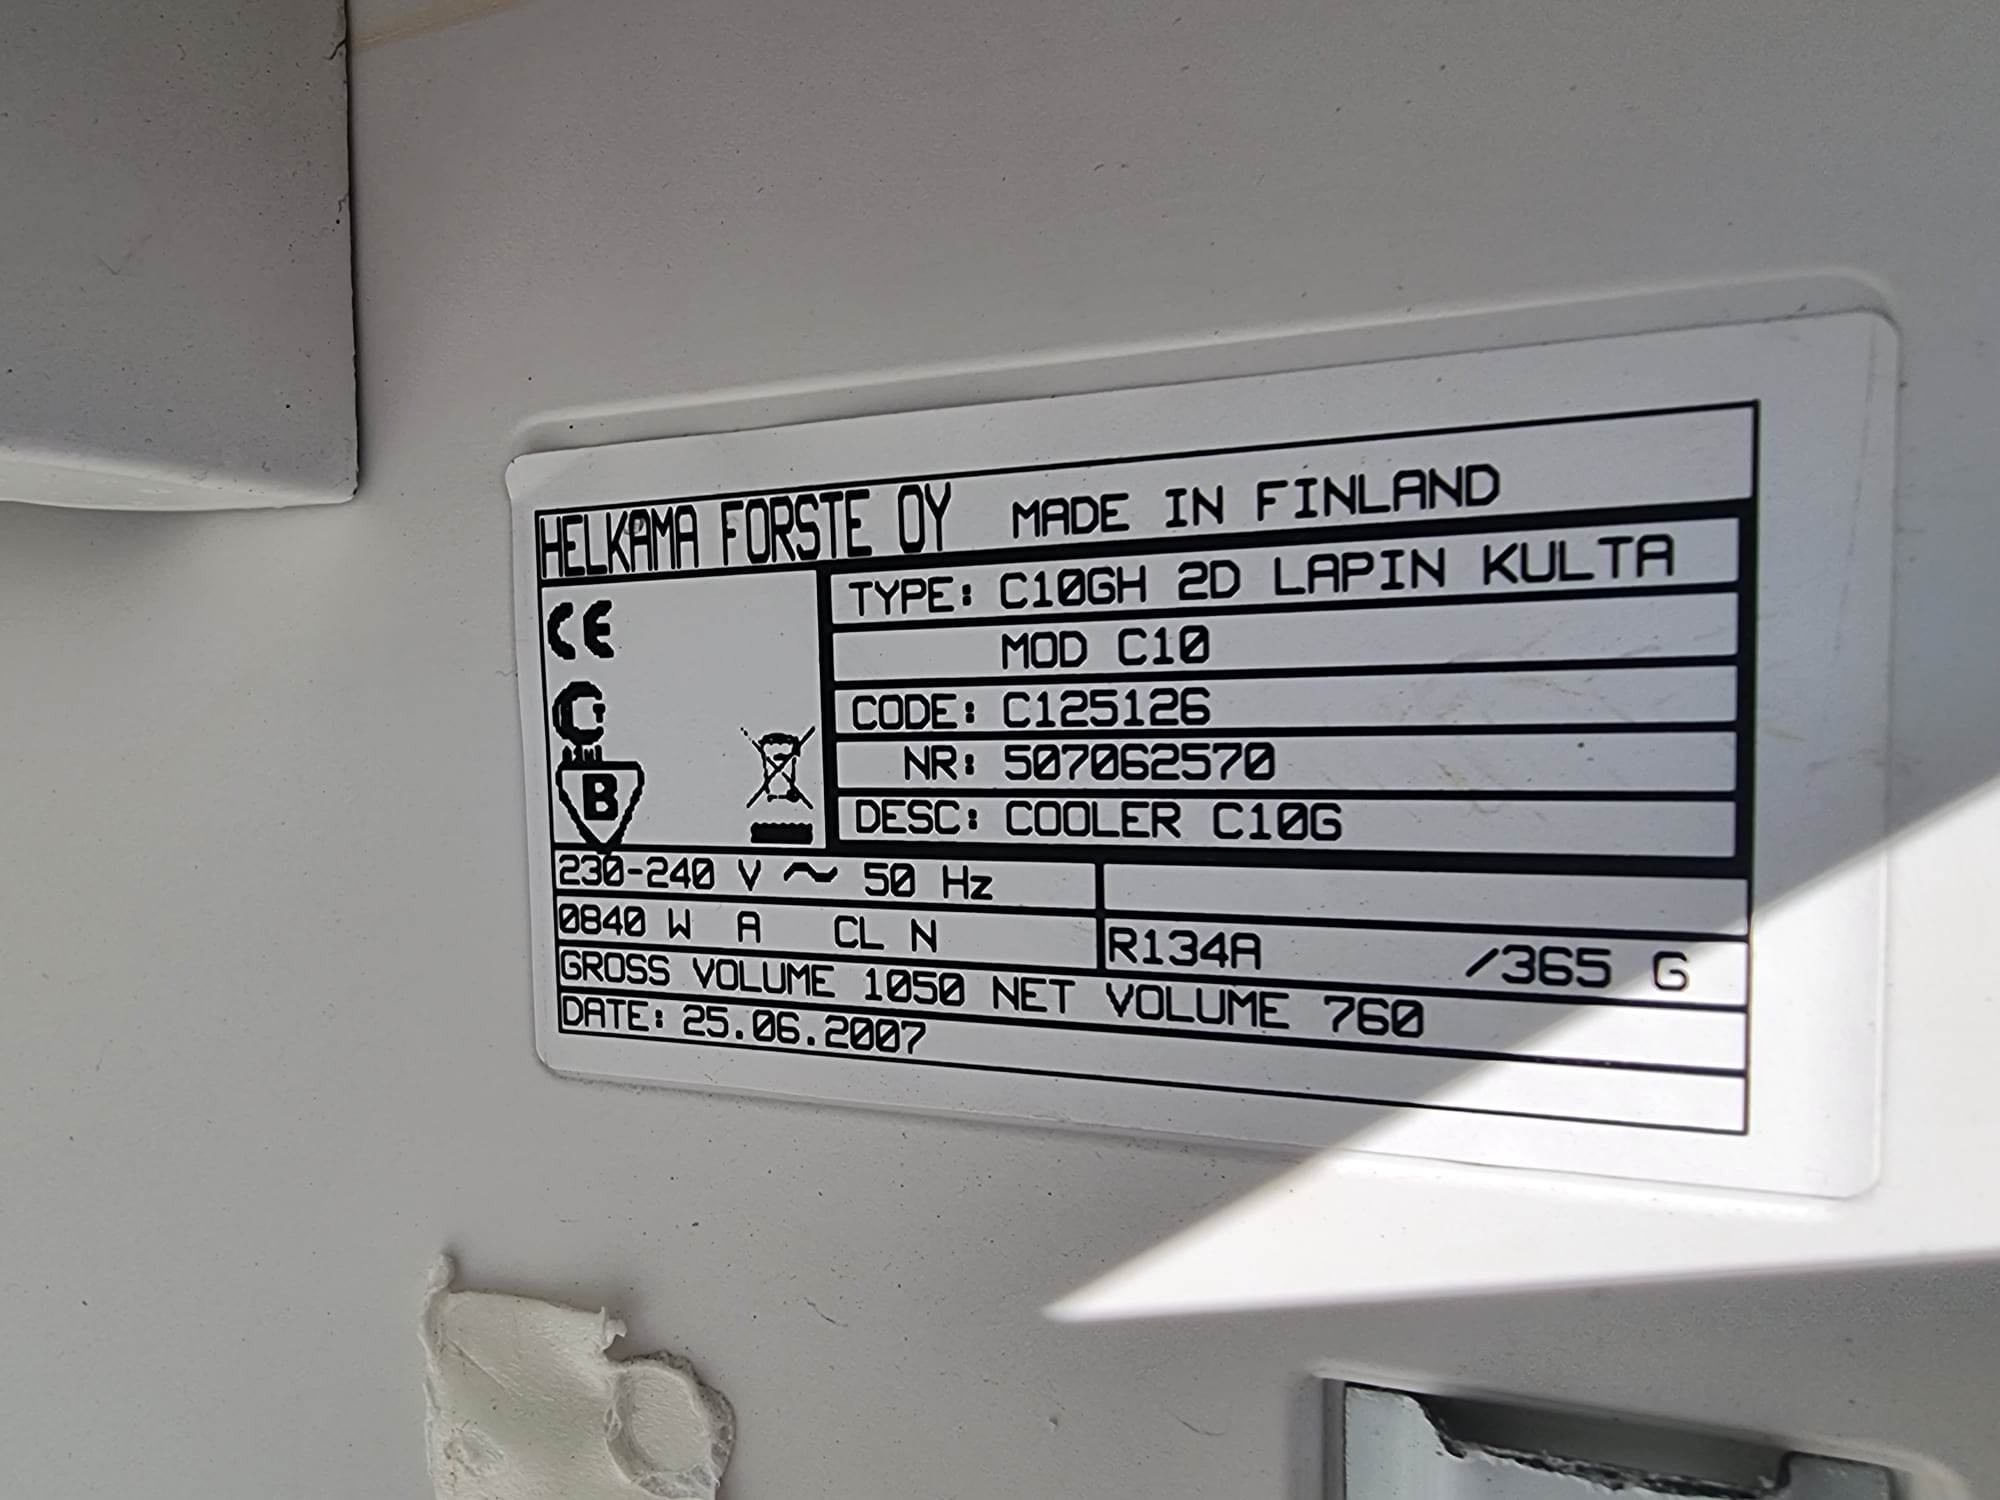 HELKAMA FORSTE OY MADE IN FINLAND
TYPE: C10GH 2D LAPIN KULTA
MOD C10
CODE: C125126
NR: 507062570
DESC: COOLER C10G
CE
B
230-240 V ~ 50 Hz
0840 W A CL N
R134A /365 G
GROSS VOLUME 1050 NET VOLUME 760
DATE: 25.06.2007